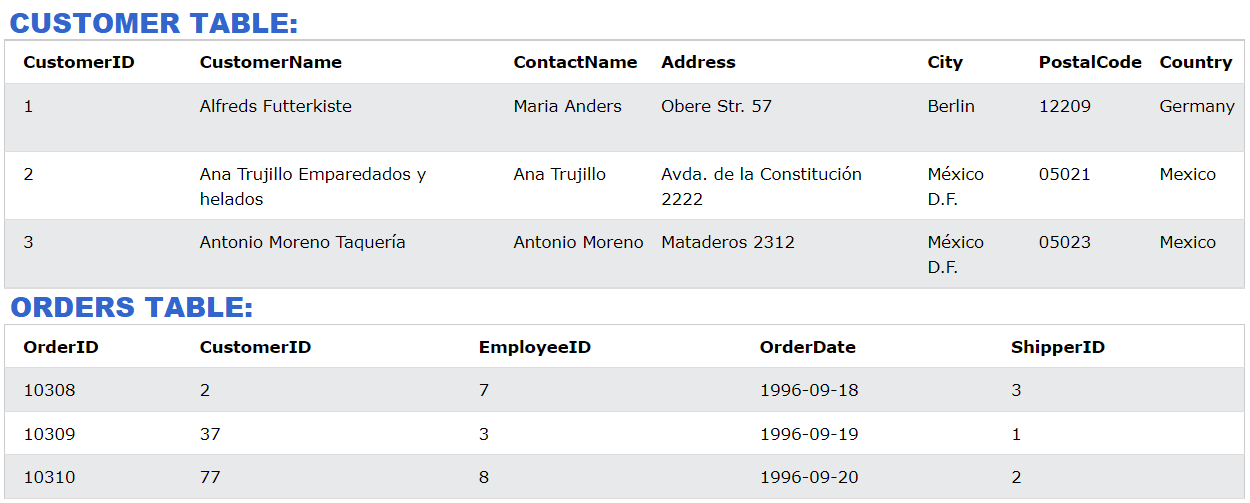 CUSTOMER TABLE:
CustomerID CustomerName ContactName Address City PostalCode Country
1 Alfreds Futterkiste Maria Anders Obere Str. 57 Berlin 12209 Germany
2 Ana Trujillo Emparedados y Ana Trujillo Avda. de la Constitución México 05021 Mexico
helados 2222 D.F.
3 Antonio Moreno Taquería Antonio Moreno Mataderos 2312 México 05023 Mexico
D.F.
ORDERS TABLE:
OrderID CustomerID EmployeeID OrderDate ShipperID
10308 2 7 1996-09-18 3
10309 37 3 1996-09-19 1
10310 77 8 1996-09-20 2